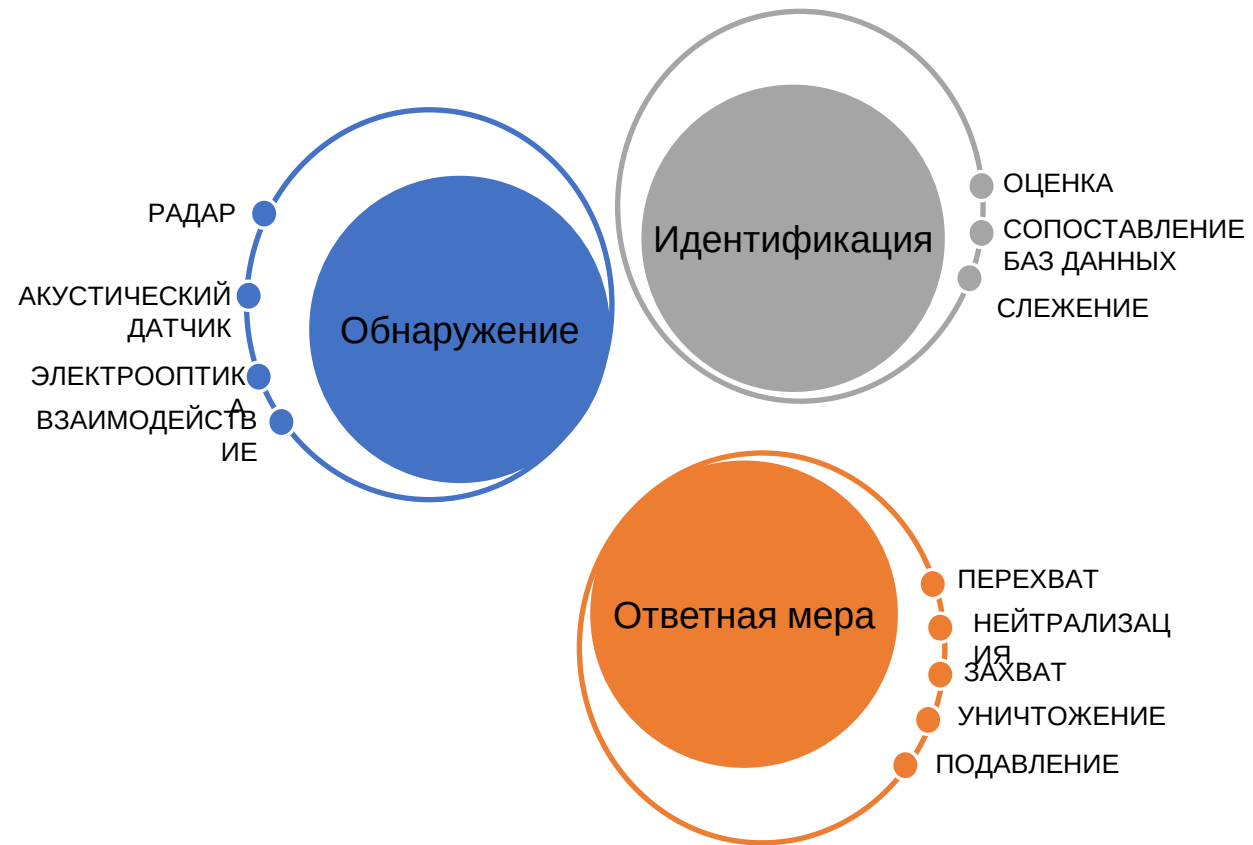 РАДАР
АКУСТИЧЕСКИЙ
ДАТЧИК
ЭЛЕКТРООПТИК
А
ВЗАИМОДЕЙСТВ
ИЕ
Обнаружение
Идентификация
ОЦЕНКА
СОПОСТАВЛЕНИЕ
БАЗ ДАННЫХ
СЛЕЖЕНИЕ
Ответная мера
ПЕРЕХВАТ
НЕЙТРАЛИЗАЦ
ИЯ
ЗАХВАТ
УНИЧТОЖЕНИЕ
ПОДАВЛЕНИЕ